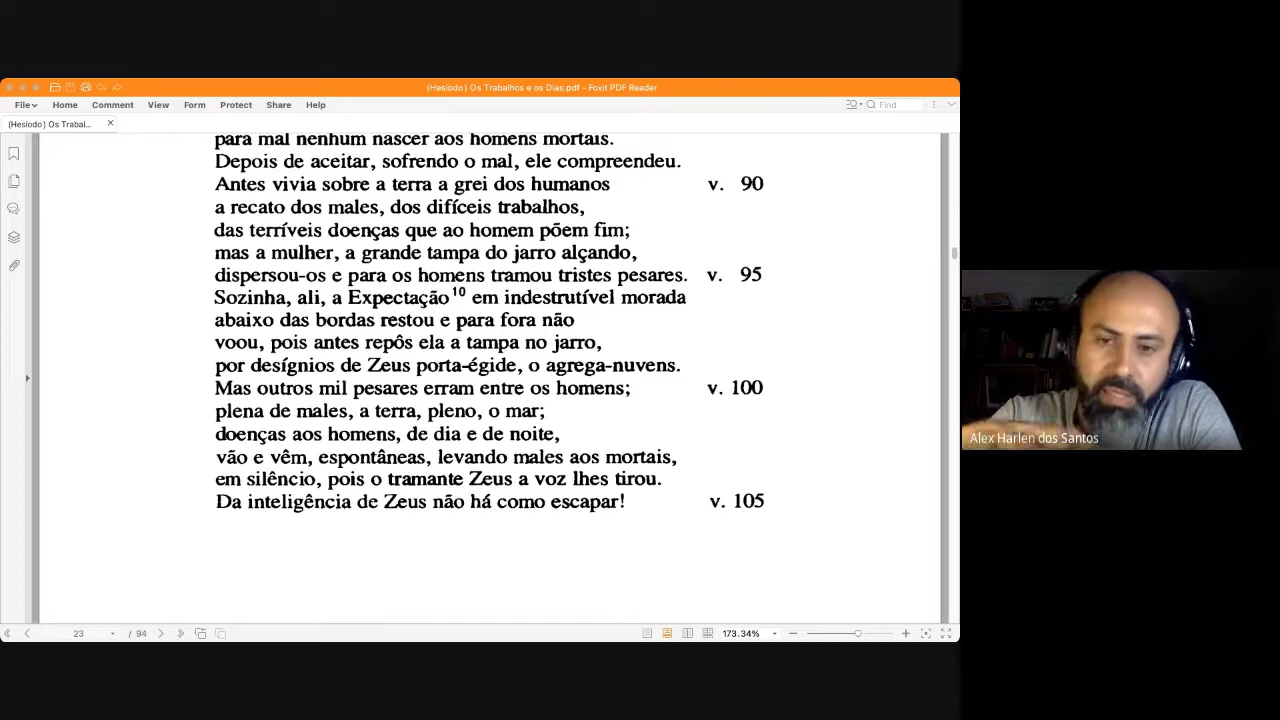 (Hesíodo) Os Trabalhos e os Dias.pdf - Foxit PDF Reader
File Home Comment View Form Protect Share Help Find
(Hesíodo) Os Trabal...
para mal nenhum nascer aos homens mortais.
Depois de aceitar, sofrendo o mal, ele compreendeu.
Antes vivia sobre a terra a grei dos humanos v. 90
a recato dos males, dos difíceis trabalhos,
das terríveis doenças que ao homem põem fim;
mas a mulher, a grande tampa do jarro alçando,
dispersou-os e para os homens tramou tristes pesares. v. 95
Sozinha, ali, a Expectação¹⁰ em indestrutível morada
abaixo das bordas restou e para fora não
voou, pois antes repôs ela a tampa no jarro,
por desígnios de Zeus porta-égide, o agrega-nuvens.
Mas outros mil pesares erram entre os homens; v. 100
plena de males, a terra, pleno, o mar;
doenças aos homens, de dia e de noite,
vão e vêm, espontâneas, levando males aos mortais,
em silêncio, pois o tramante Zeus a voz lhes tirou.
Da inteligência de Zeus não há como escapar! v. 105
Alex Harlen dos Santos
23 / 94 173.34%